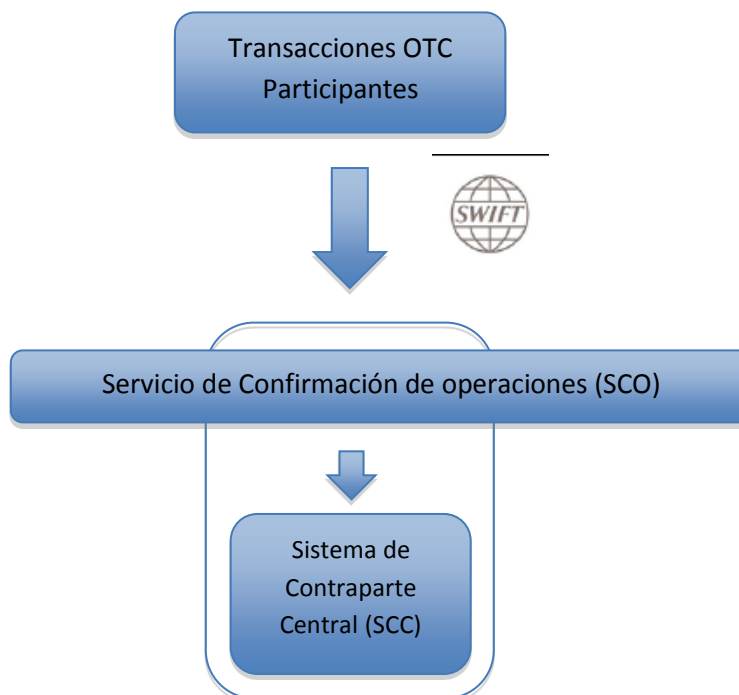 Transacciones OTC
Participantes
SWIFT
Servicio de Confirmación de operaciones (SCO)
Sistema de
Contraparte
Central (SCC)